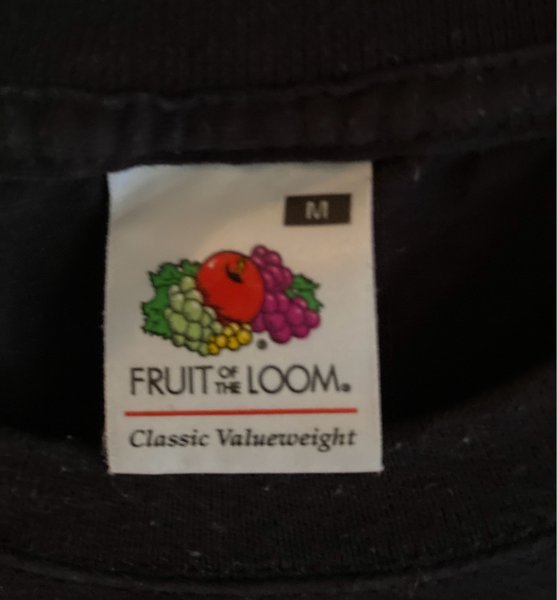 M
FRUIT OF THE LOOM®
Classic Valueweight